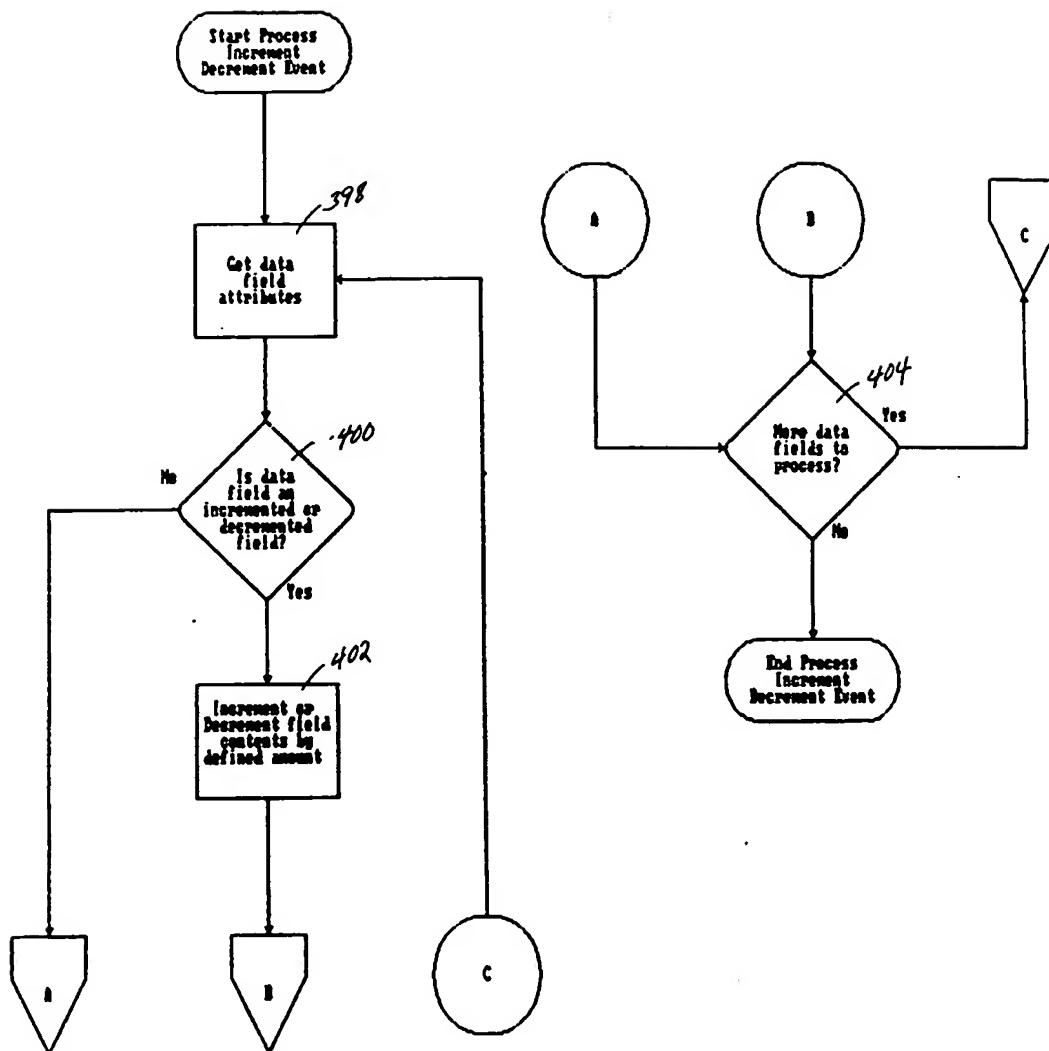 Start Process
Increment
Decrement Event
398
Get data
field
attributes
400
No
Is data
field an
incremented or
decremented
field?
Yes
402
Increment or
Decrement field
contents by
defined amount
A
B
C
A
B
C
404
More data
fields to
process?
Yes
No
End Process
Increment
Decrement Event